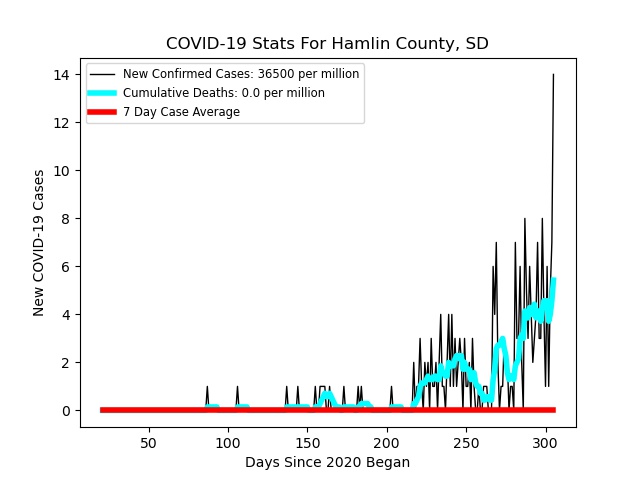 COVID-19 Stats For Hamlin County, SD
New Confirmed Cases: 36500 per million
Cumulative Deaths: 0.0 per million
7 Day Case Average
New COVID-19 Cases
14
12
10
8
6
4
2
0
50 100 150 200 250 300
Days Since 2020 Began